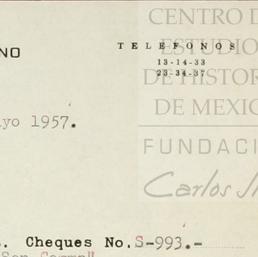 CENTRO D
ESTUDIO
DE HISTOR
DE MEXIC
FUNDACI
Carlos
NO
TELEFONOS
13-14-33
23-34-37
yo 1957.
. Cheques No. S-993.-